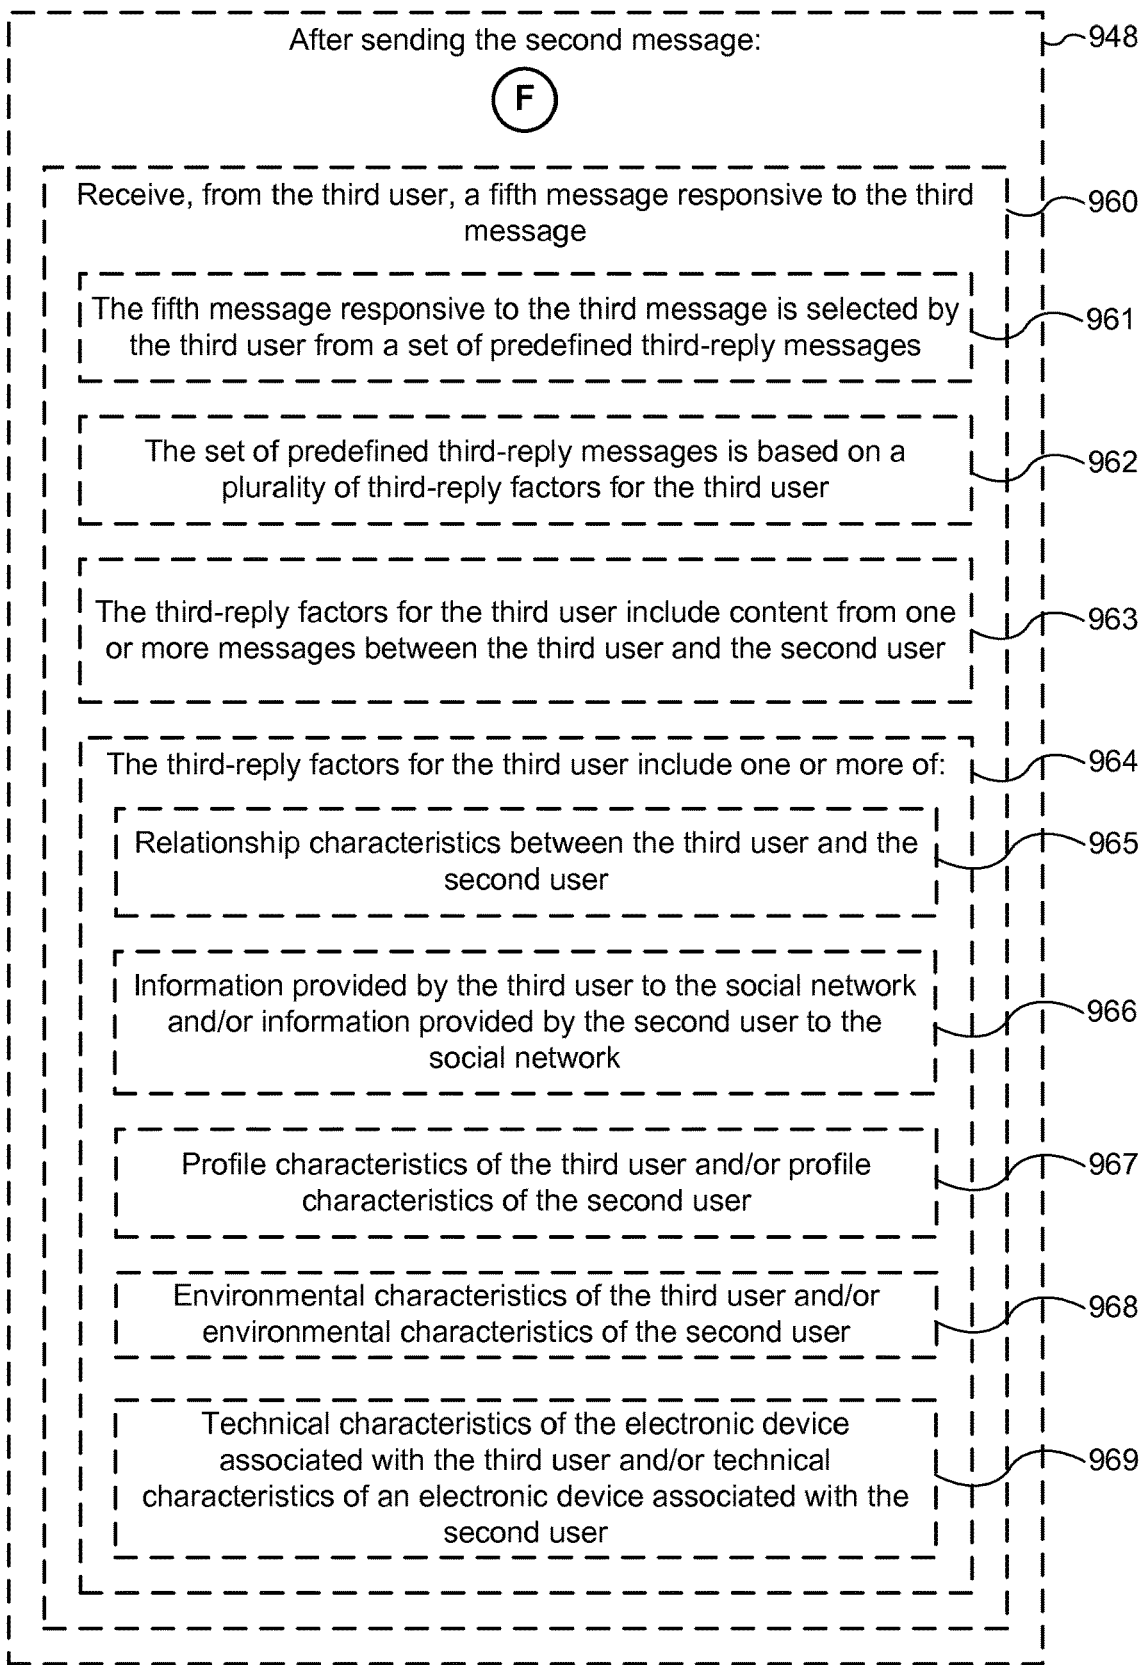 After sending the second message:
948
F
Receive, from the third user, a fifth message responsive to the third
message
960
The fifth message responsive to the third message is selected by
the third user from a set of predefined third-reply messages
961
The set of predefined third-reply messages is based on a
plurality of third-reply factors for the third user
962
The third-reply factors for the third user include content from one
or more messages between the third user and the second user
963
The third-reply factors for the third user include one or more of:
964
Relationship characteristics between the third user and the
second user
965
Information provided by the third user to the social network
and/or information provided by the second user to the
social network
966
Profile characteristics of the third user and/or profile
characteristics of the second user
967
Environmental characteristics of the third user and/or
environmental characteristics of the second user
968
Technical characteristics of the electronic device
associated with the third user and/or technical
characteristics of an electronic device associated with the
second user
969